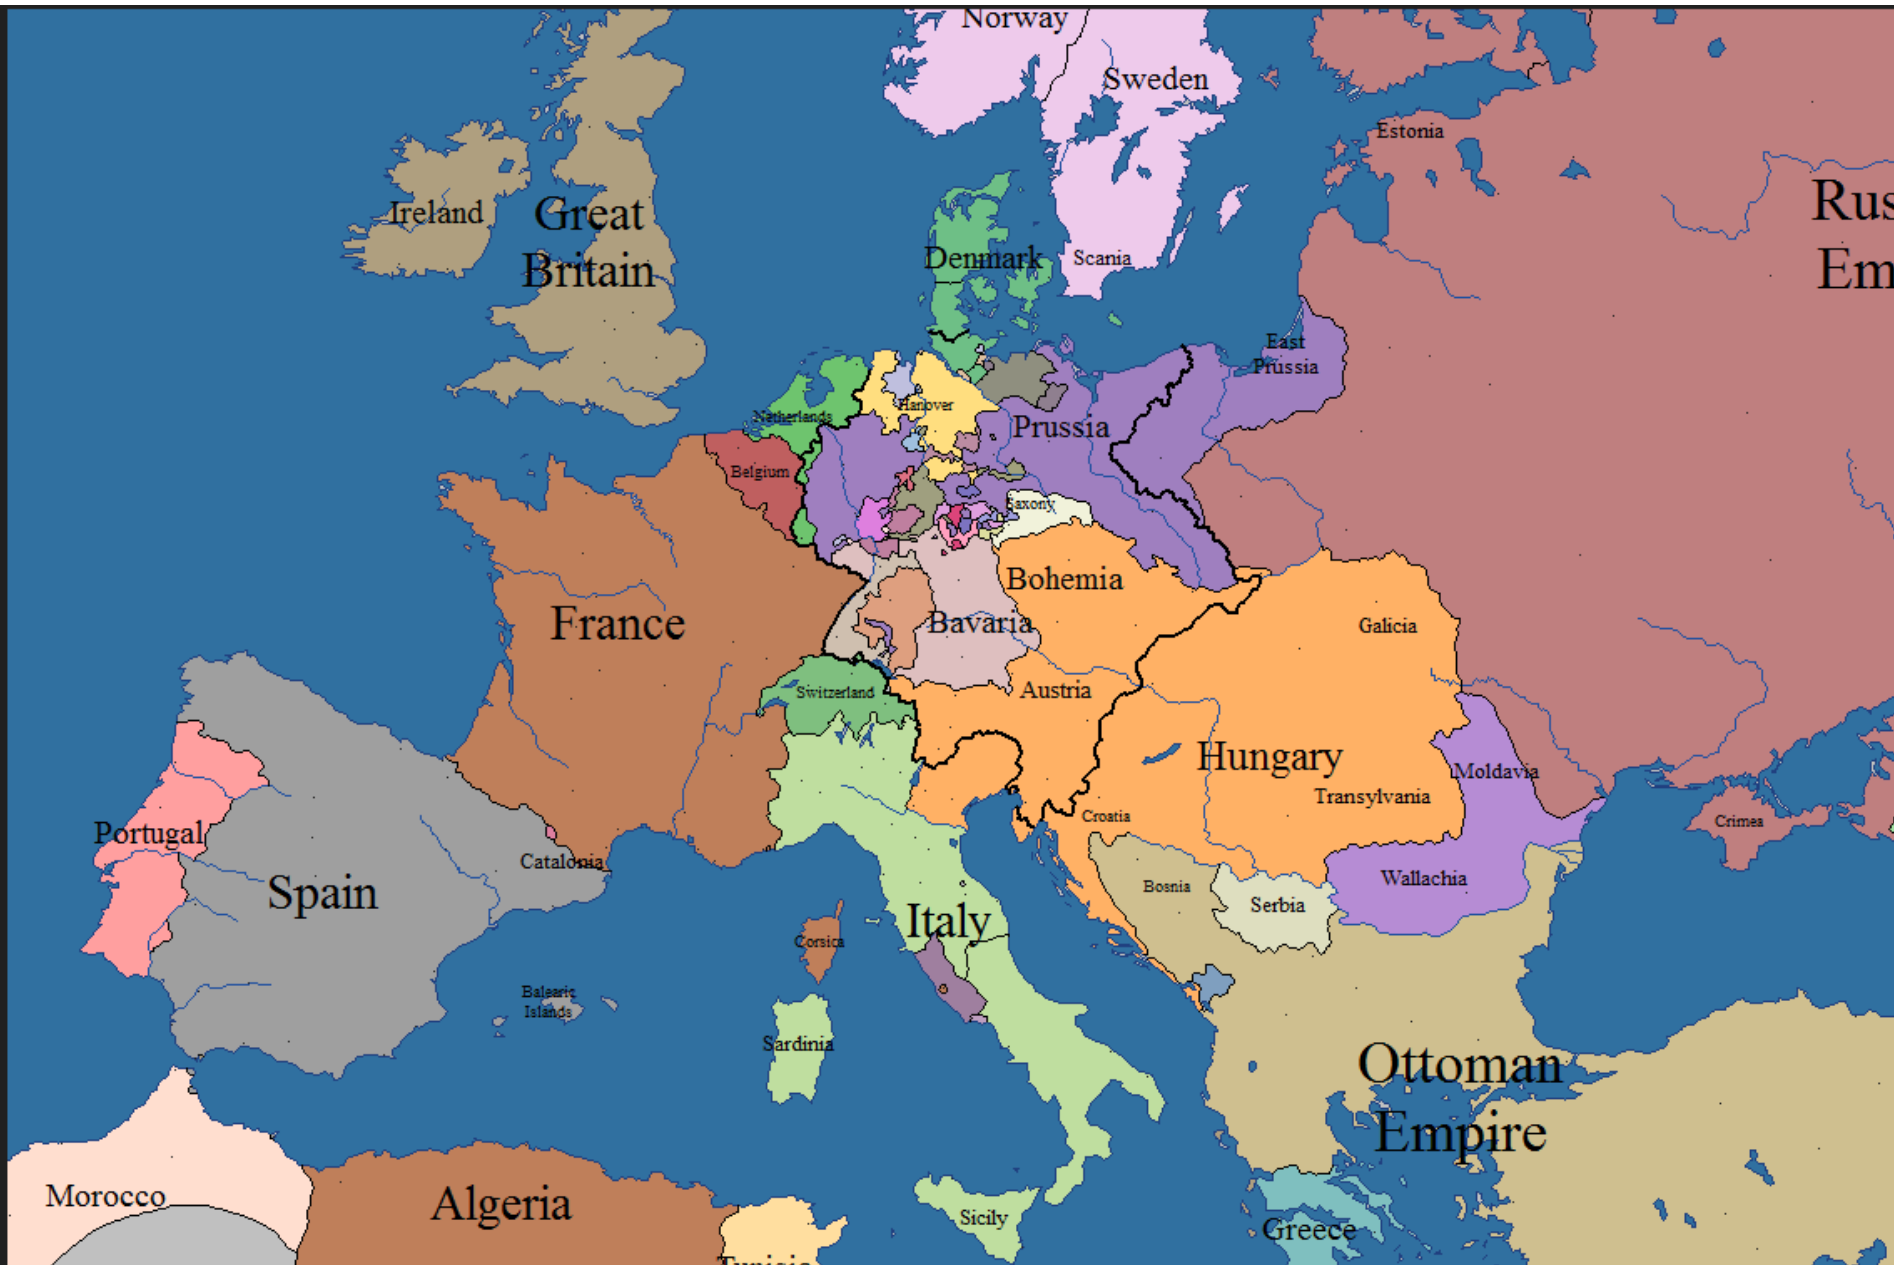 Norway
Sweden
Estonia
Rus
Em
Ireland
Great
Britain
Denmark
Scania
East
Prussia
Netherlands
Hanover
Prussia
Belgium
Saxony
Bohemia
France
Bavaria
Galicia
Switzerland
Austria
Hungary
Moldavia
Transylvania
Croatia
Crimea
Portugal
Catalonia
Spain
Bosnia
Serbia
Wallachia
Italy
Corsica
Balearic
Islands
Sardinia
Ottoman
Empire
Morocco
Algeria
Sicily
Greece
Tunisia